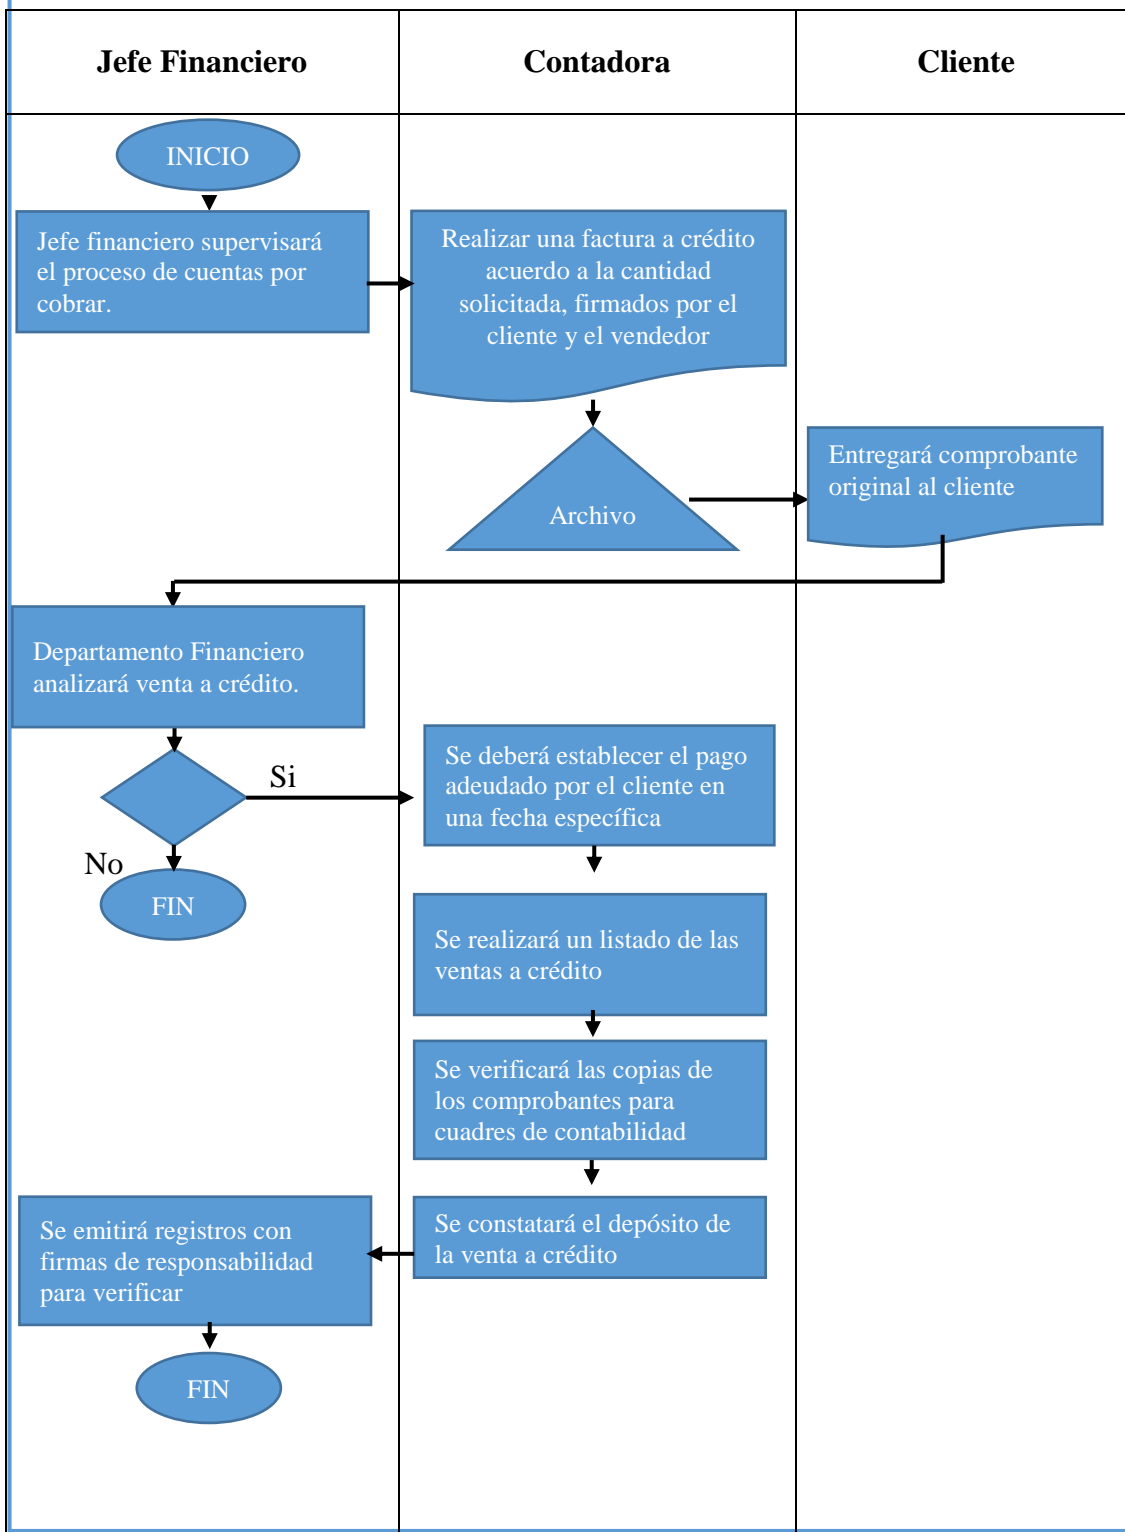 Jefe Financiero
Contadora
Cliente
INICIO
Jefe financiero supervisará
el proceso de cuentas por
cobrar.
Realizar una factura a crédito
acuerdo a la cantidad
solicitada, firmados por el
cliente y el vendedor
Archivo
Entregará comprobante
original al cliente
Departamento Financiero
analizará venta a crédito.
Si
No
FIN
Se deberá establecer el pago
adeudado por el cliente en
una fecha específica
Se realizará un listado de las
ventas a crédito
Se verificará las copias de
los comprobantes para
cuadres de contabilidad
Se constatará el depósito de
la venta a crédito
Se emitirá registros con
firmas de responsabilidad
para verificar
FIN